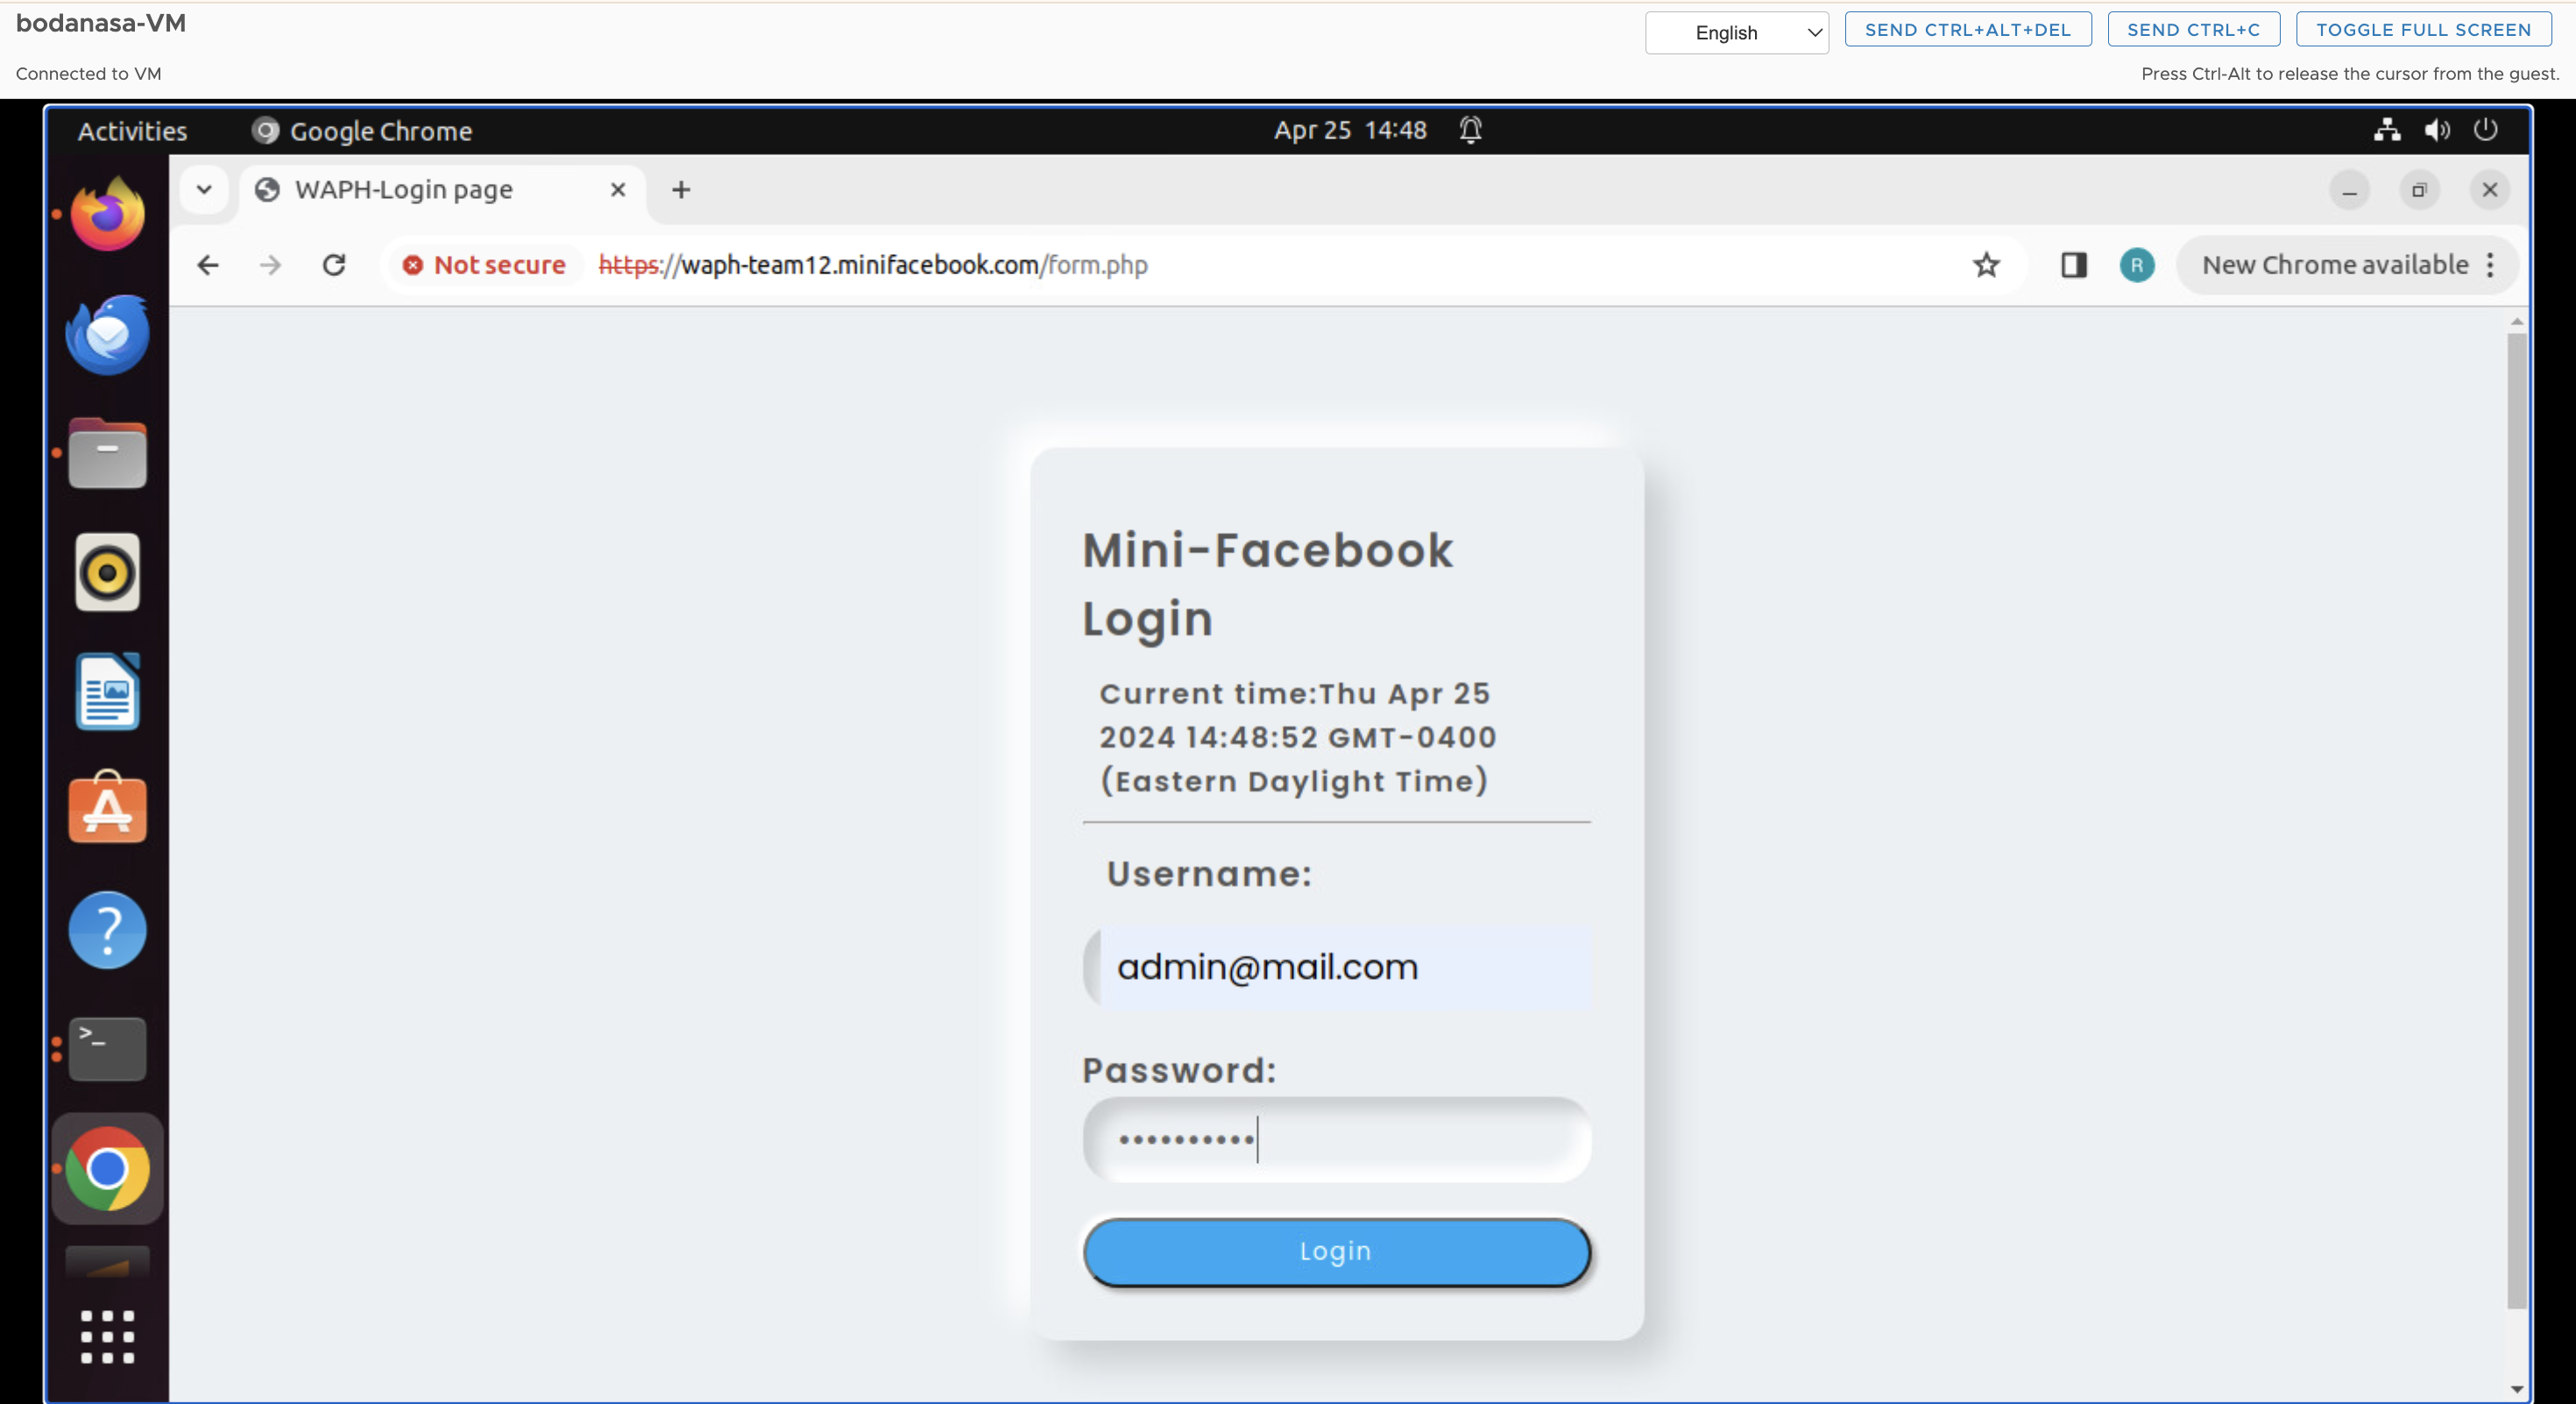 bodanasa-VM
English
SEND CTRL+ALT+DEL
SEND CTRL+C
TOGGLE FULL SCREEN
Connected to VM
Press Ctrl-Alt to release the cursor from the guest.
Activities
Google Chrome
Apr 25 14:48
WAPH-Login page
Not secure
https://waph-team12.minifacebook.com/form.php
R
New Chrome available
Mini-Facebook
Login
Current time:Thu Apr 25
2024 14:48:52 GMT-0400
(Eastern Daylight Time)
Username:
admin@mail.com
Password:
••••••••••
Login